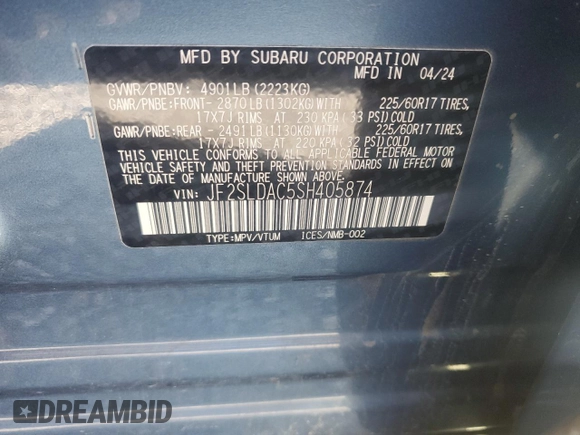 MFD BY SUBARU CORPORATION
MFD IN 04/24
GVWR/PNBV: 4901LB (2223KG)
GAWR/PNBE:FRONT- 2870LB(1302KG)WITH 225/60R17 TIRES,
17X7J RIMS AT 230 KPA (33 PSI) COLD
GAWR/PNBE:REAR - 2491LB(1130KG)WITH 225/60R17 TIRES,
17X7J RIMS AT 220 KPA (32 PSI) COLD
THIS VEHICLE CONFORMS TO ALL APPLICABLE FEDERAL MOTOR
VEHICLE SAFETY, BUMPER, AND THEFT PREVENTION STANDARDS
IN EFFECT ON THE DATE OF MANUFACTURE SHOWN ABOVE.
VIN: JF2SLDAC5SH405874
TYPE:MPV/VTUM ICES/NMB-002
DREAMBID